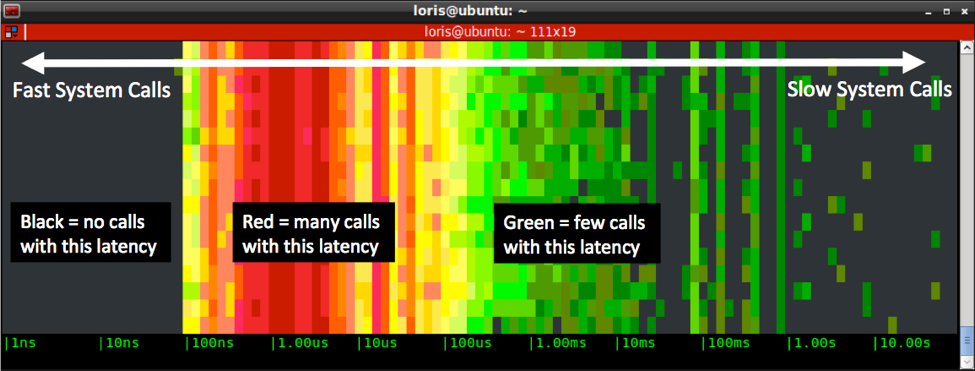 loris@ubuntu: ~
loris@ubuntu: ~ 111x19
Fast System Calls
Slow System Calls
Black = no calls
with this latency
Red = many calls
with this latency
Green = few calls
with this latency
|1ns |10ns |100ns |1.00us |10us |100us |1.00ms |10ms |100ms |1.00s |10.00s